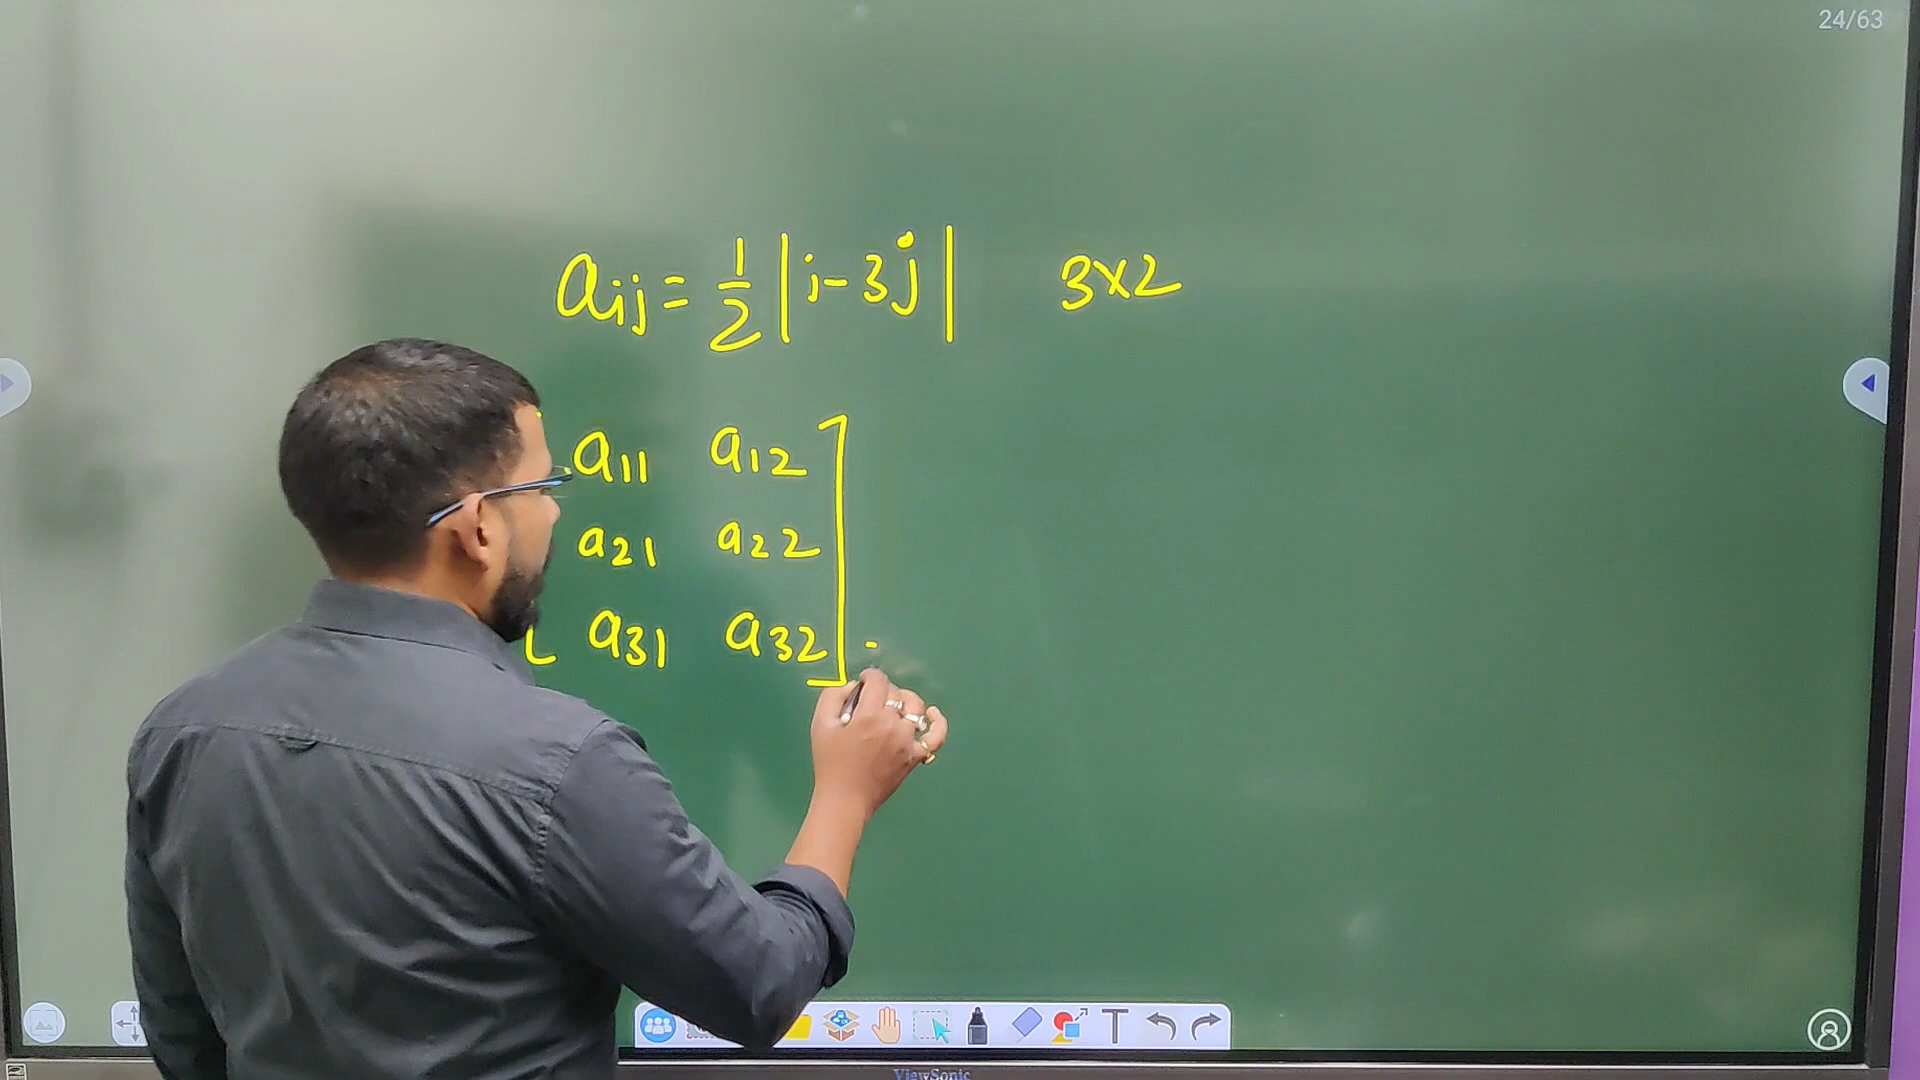 24/63
aij = 1/2 |i-3j| 3x2
a11 a12
a21 a22
a31 a32
ViewSonic